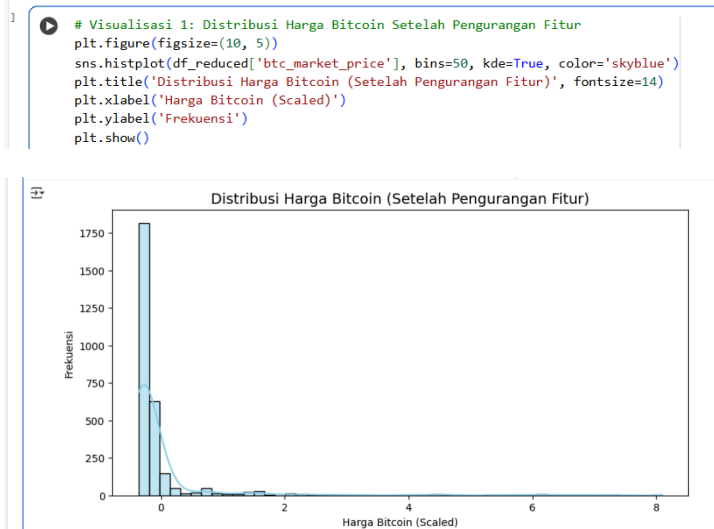 ]
# Visualisasi 1: Distribusi Harga Bitcoin Setelah Pengurangan Fitur
plt.figure(figsize=(10, 5))
sns.histplot(df_reduced['btc_market_price'], bins=50, kde=True, color='skyblue')
plt.title('Distribusi Harga Bitcoin (Setelah Pengurangan Fitur)', fontsize=14)
plt.xlabel('Harga Bitcoin (Scaled)')
plt.ylabel('Frekuensi')
plt.show()
Distribusi Harga Bitcoin (Setelah Pengurangan Fitur)
Frekuensi
1750
1500
1250
1000
750
500
250
0
0 2 4 6 8
Harga Bitcoin (Scaled)